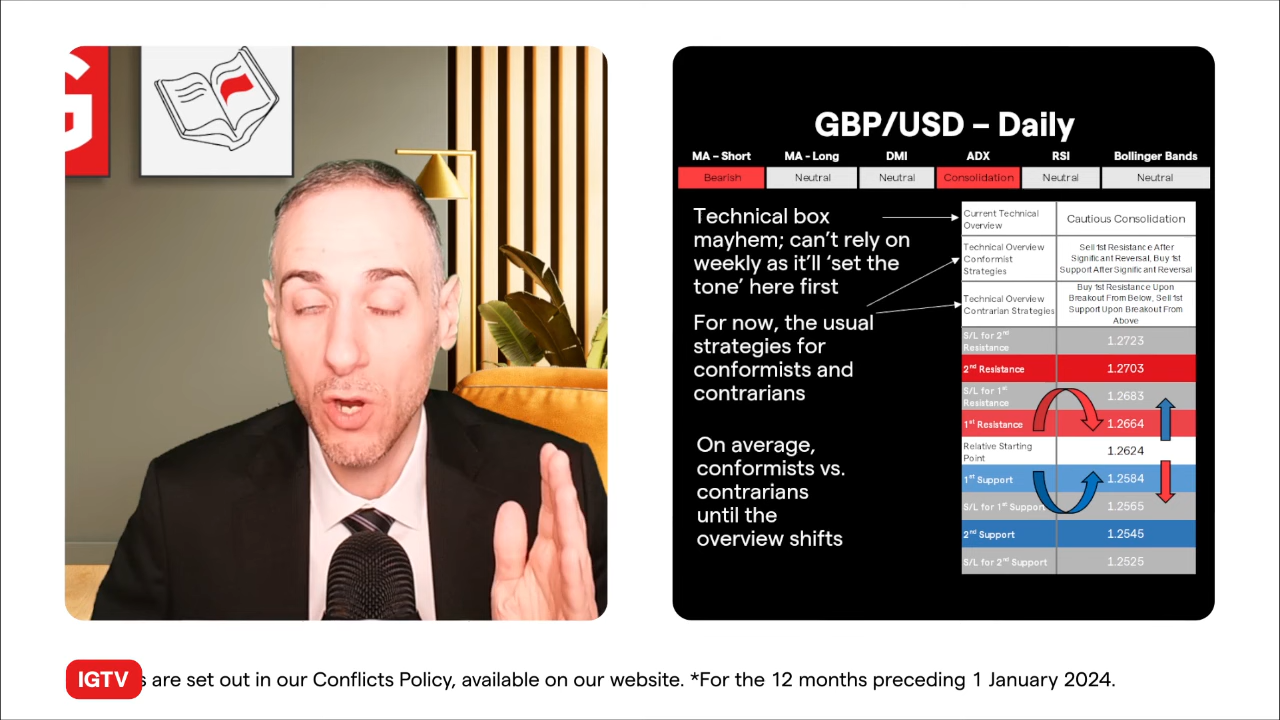 G
GBP/USD – Daily
MA – Short MA - Long DMI ADX RSI Bollinger Bands
Bearish Neutral Neutral Consolidation Neutral Neutral
Technical box
mayhem; can't rely on
weekly as it'll 'set the
tone' here first
For now, the usual
strategies for
conformists and
contrarians
On average,
conformists vs.
contrarians
until the
overview shifts
Current Technical
Overview
Cautious Consolidation
Technical Overview
Conformist
Strategies
Sell 1st Resistance After
Significant Reversal, Buy 1st
Support After Significant Reversal
Technical Overview
Contrarian Strategies
Buy 1st Resistance Upon
Breakout From Below, Sell 1st
Support Upon Breakout From
Above
S/L for 2nd
Resistance
1.2723
2nd Resistance 1.2703
S/L for 1st
Resistance
1.2683
1st Resistance 1.2664
Relative Starting
Point
1.2624
1st Support 1.2584
S/L for 1st Support 1.2565
2nd Support 1.2545
S/L for 2nd Support 1.2525
IGTV s are set out in our Conflicts Policy, available on our website. *For the 12 months preceding 1 January 2024.